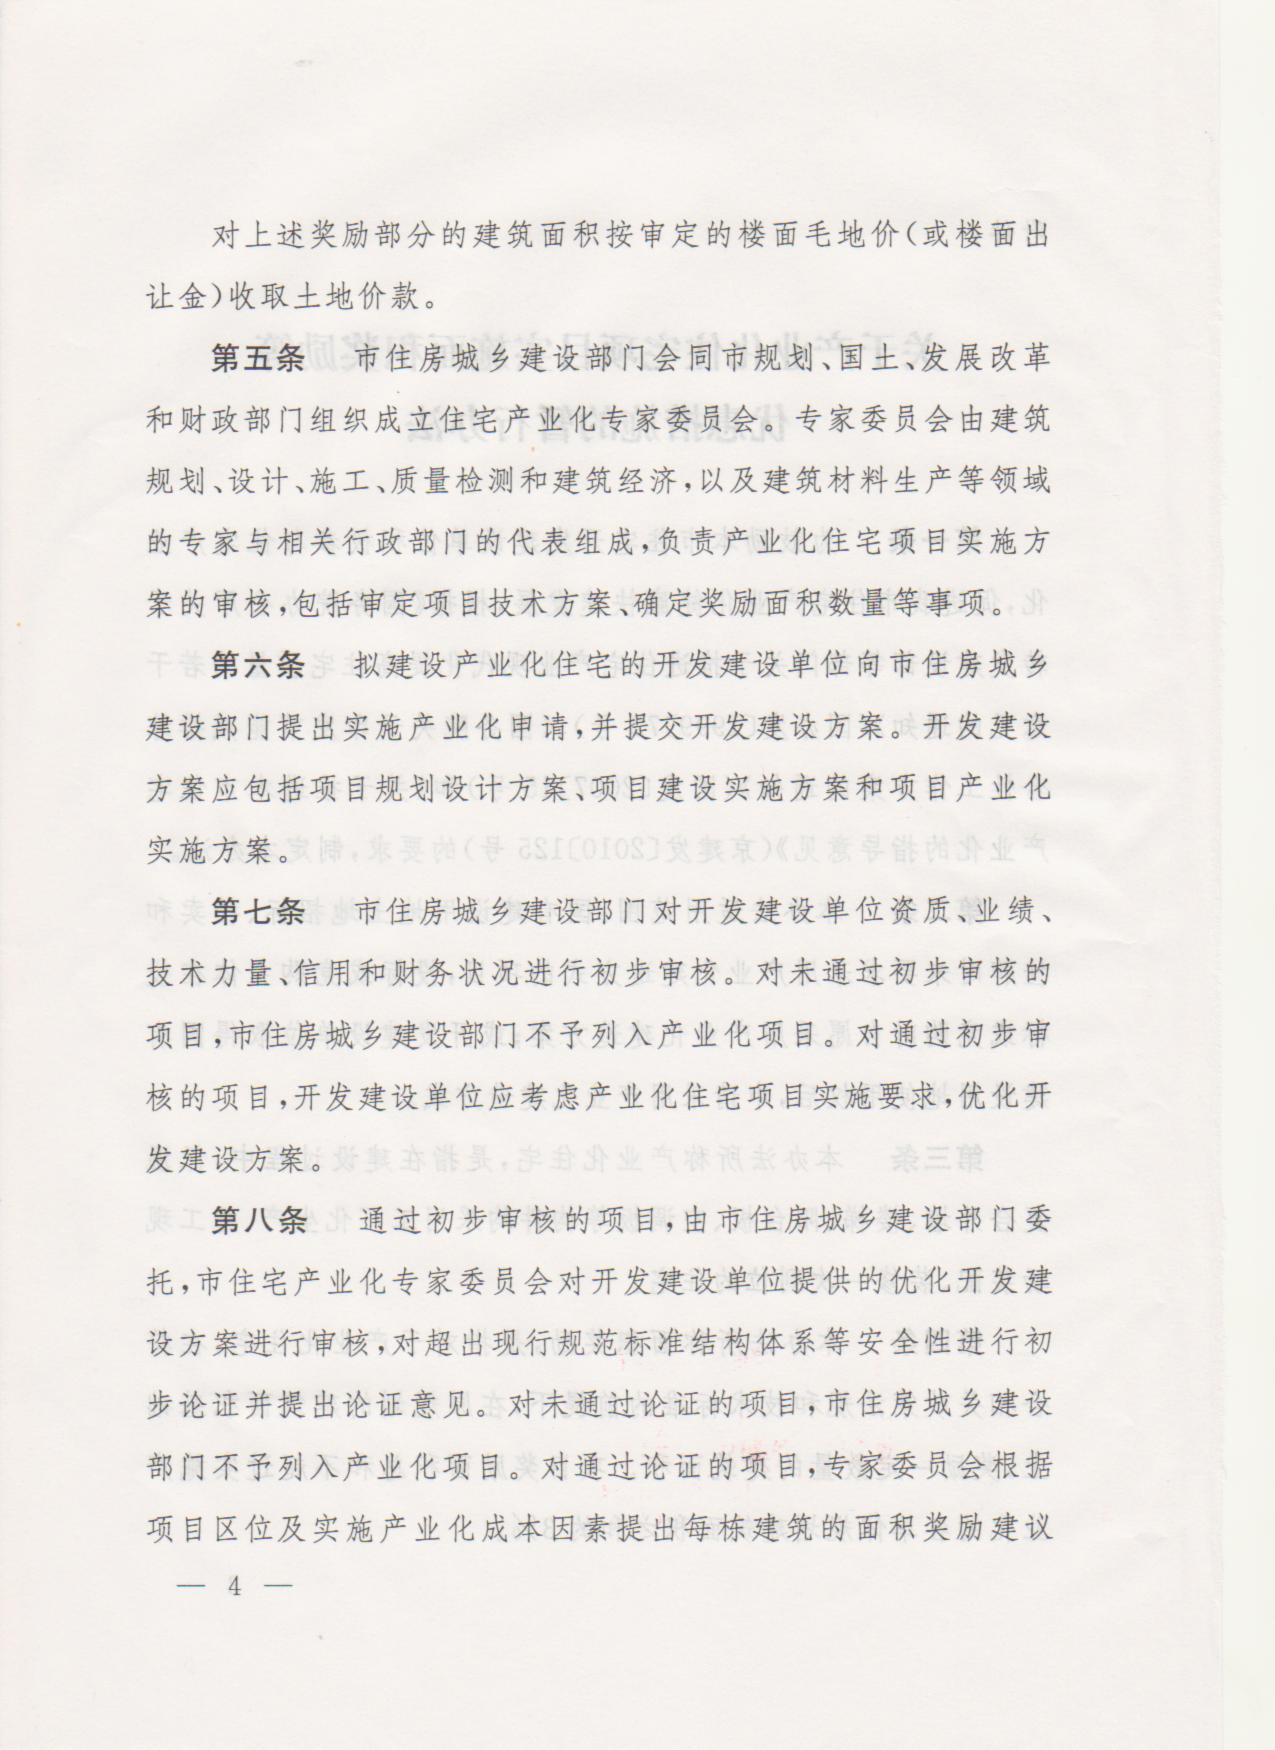 对上述奖励部分的建筑面积按审定的楼面毛地价(或楼面出
让金)收取土地价款。
第五条 市住房城乡建设部门会同市规划、国土、发展改革
和财政部门组织成立住宅产业化专家委员会。专家委员会由建筑
规划、设计、施工、质量检测和建筑经济,以及建筑材料生产等领域
的专家与相关行政部门的代表组成,负责产业化住宅项目实施方
案的审核,包括审定项目技术方案、确定奖励面积数量等事项。
第六条 拟建设产业化住宅的开发建设单位向市住房城乡
建设部门提出实施产业化申请,并提交开发建设方案。开发建设
方案应包括项目规划设计方案、项目建设实施方案和项目产业化
实施方案。
第七条 市住房城乡建设部门对开发建设单位资质、业绩、
技术力量、信用和财务状况进行初步审核。对未通过初步审核的
项目,市住房城乡建设部门不予列入产业化项目。对通过初步审
核的项目,开发建设单位应考虑产业化住宅项目实施要求,优化开
发建设方案。
第八条 通过初步审核的项目,由市住房城乡建设部门委
托,市住宅产业化专家委员会对开发建设单位提供的优化开发建
设方案进行审核,对超出现行规范标准结构体系等安全性进行初
步论证并提出论证意见。对未通过论证的项目,市住房城乡建设
部门不予列入产业化项目。对通过论证的项目,专家委员会根据
项目区位及实施产业化成本因素提出每栋建筑的面积奖励建议
— 4 —